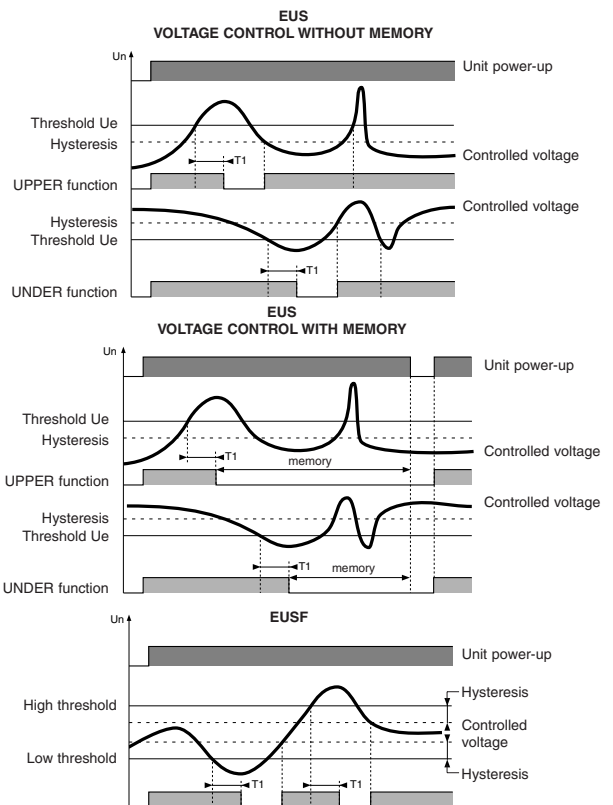 EUS
VOLTAGE CONTROL WITHOUT MEMORY
Un
Unit power-up
Threshold Ue
Hysteresis
T1
Controlled voltage
UPPER function
Controlled voltage
Hysteresis
Threshold Ue
T1
UNDER function
EUS
VOLTAGE CONTROL WITH MEMORY
Un
Unit power-up
Threshold Ue
Hysteresis
T1
memory
Controlled voltage
UPPER function
Controlled voltage
Hysteresis
Threshold Ue
T1
memory
UNDER function
EUSF
Un
Unit power-up
High threshold
Hysteresis
Controlled
voltage
Low threshold
Hysteresis
T1
T1